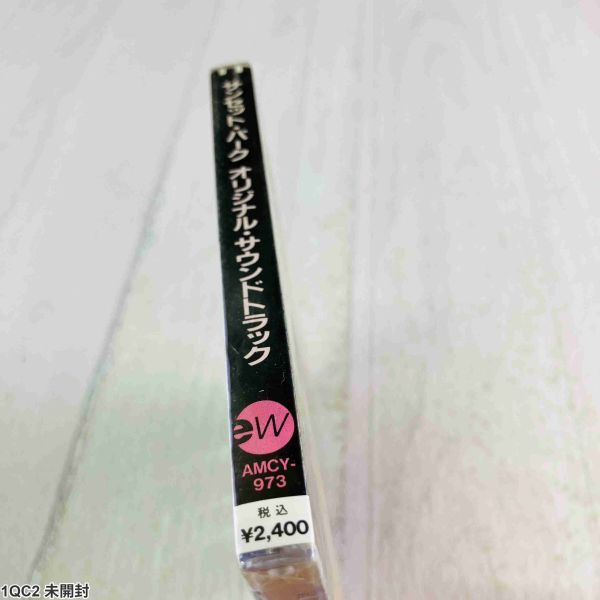 サンセット・パーク オリジナル・サウンドトラック
ew
AMCY-
973
税込
¥2,400
1QC2 未開封